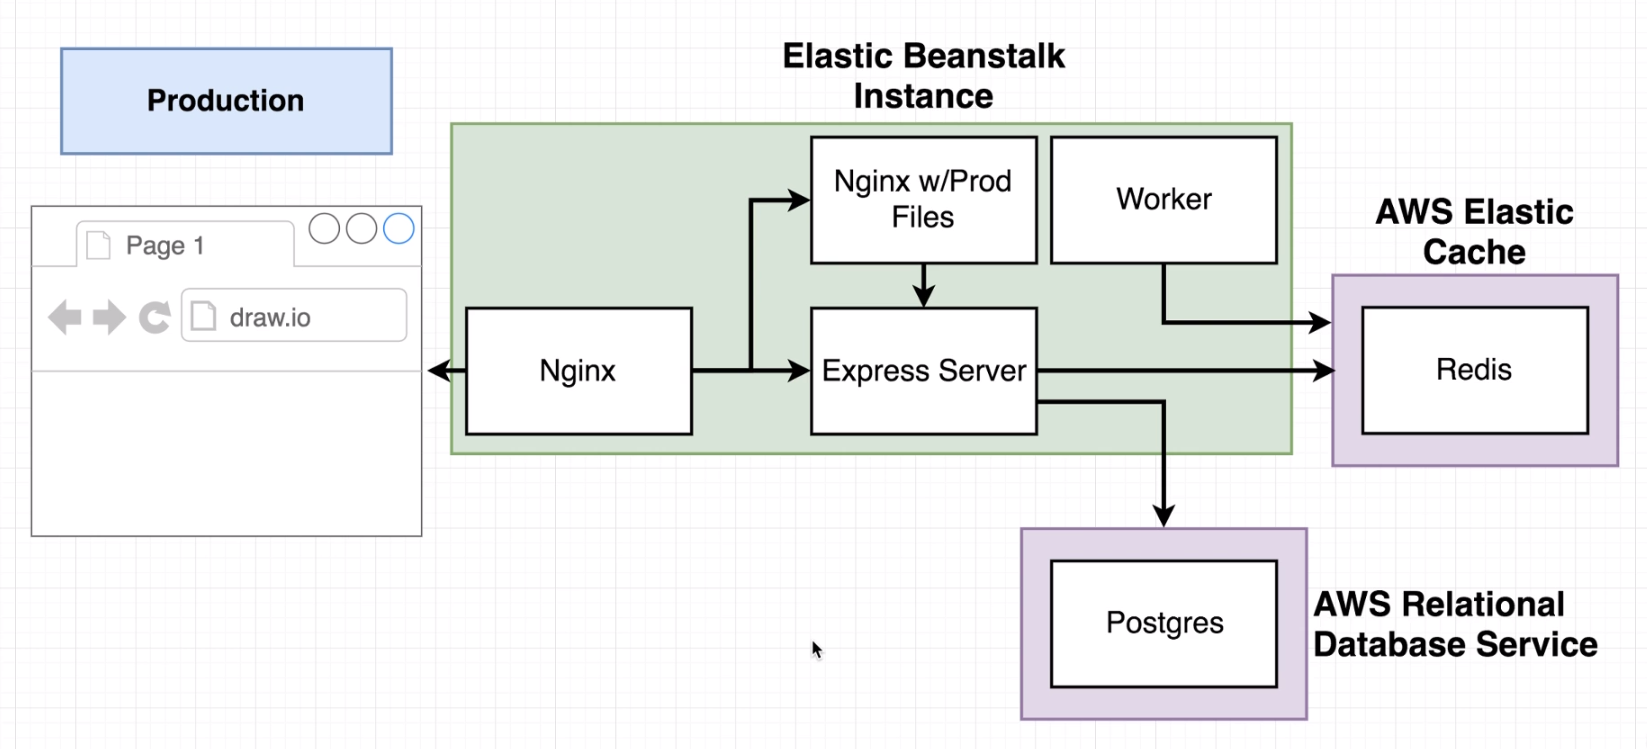 Production
Elastic Beanstalk
Instance
Nginx w/Prod
Files
Worker
AWS Elastic
Cache
Page 1
draw.io
Nginx
Express Server
Redis
Postgres
AWS Relational
Database Service